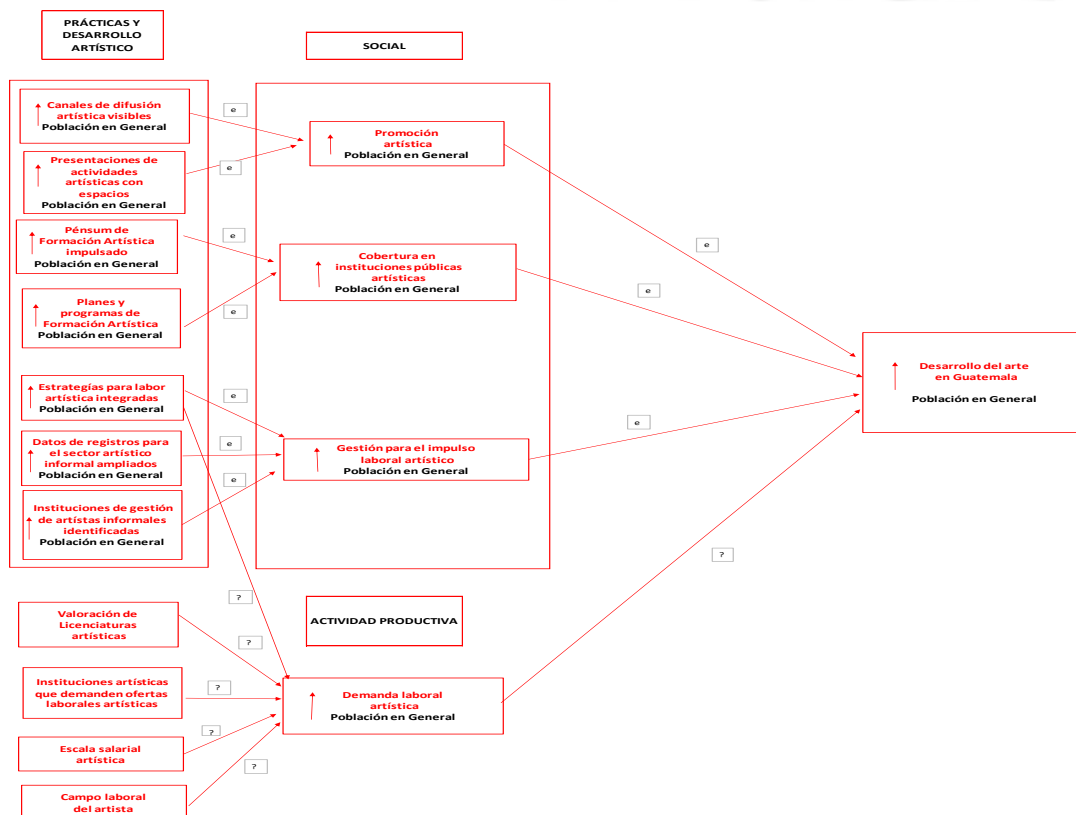 PRÁCTICAS Y
DESARROLLO
ARTÍSTICO
SOCIAL
Canales de difusión
artística visibles
Población en General
e
Presentaciones de
actividades
artísticas con
espacios
Población en General
e
Promoción
artística
Población en General
e
Pénsum de
Formación Artística
impulsado
Población en General
e
Planes y
programas de
Formación Artística
Población en General
e
Cobertura en
instituciones públicas
artísticas
Población en General
e
Estrategías para labor
artística integradas
Población en General
e
Datos de registros para
el sector artístico
informal ampliados
Población en General
e
Instituciones de gestión
de artístas informales
identificadas
Población en General
e
Gestión para el impulso
laboral artístico
Población en General
e
Desarrollo del arte
en Guatemala
Población en General
?
?
ACTIVIDAD PRODUCTIVA
Valoración de
Licenciaturas
artísticas
?
Instituciones artísticas
que demanden ofertas
laborales artísticas
?
Demanda laboral
artística
Población en General
Escala salarial
artística
?
Campo laboral
del artista
?